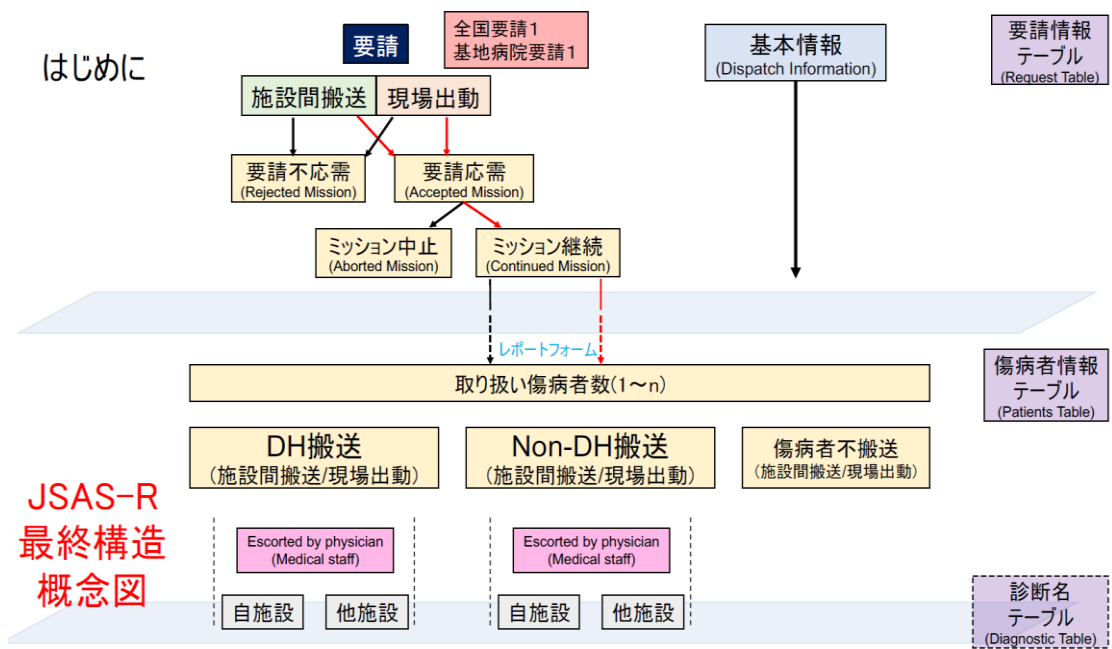 はじめに
要請
全国要請1
基地病院要請1
基本情報
(Dispatch Information)
要請情報
テーブル
(Request Table)
施設間搬送
現場出動
要請不応需
(Rejected Mission)
要請応需
(Accepted Mission)
ミッション中止
(Aborted Mission)
ミッション継続
(Continued Mission)
レポートフォーム
取り扱い傷病者数(1～n)
傷病者情報
テーブル
(Patients Table)
DH搬送
(施設間搬送/現場出動)
Non-DH搬送
(施設間搬送/現場出動)
傷病者不搬送
(施設間搬送/現場出動)
JSAS-R
最終構造
概念図
Escorted by physician
(Medical staff)
Escorted by physician
(Medical staff)
自施設
他施設
自施設
他施設
診断名
テーブル
(Diagnostic Table)